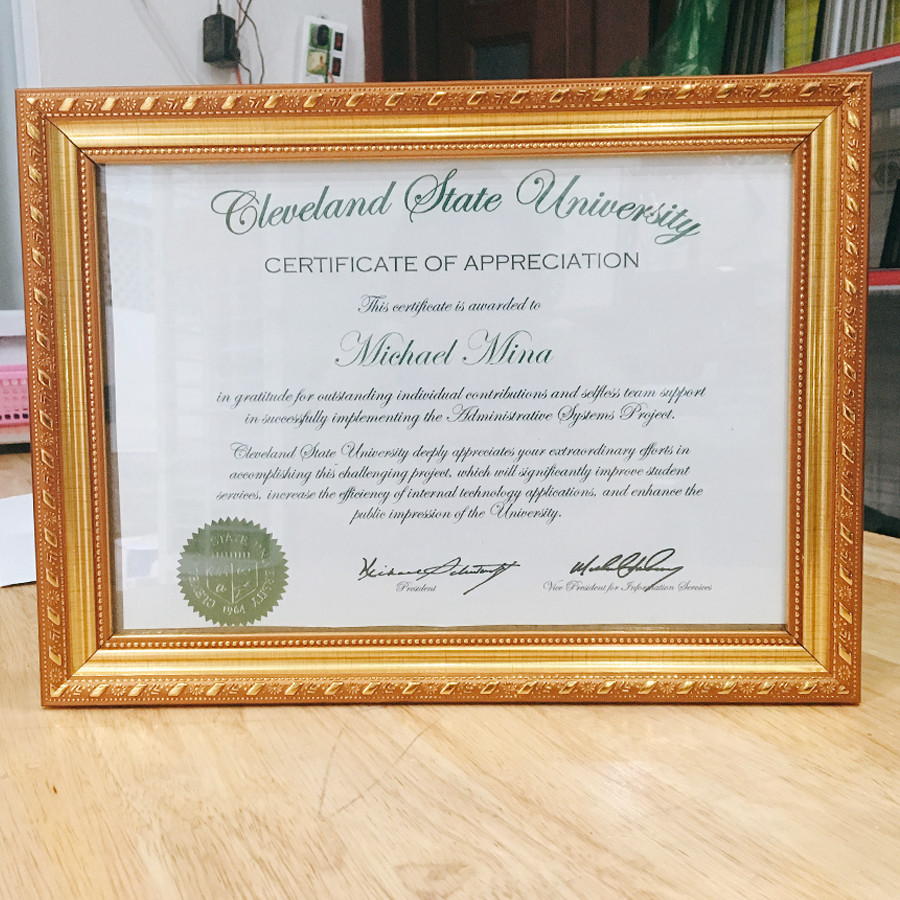 Cleveland State University
CERTIFICATE OF APPRECIATION
This certificate is awarded to
Michael Mina
in gratitude for outstanding individual contributions and selfless team support
in successfully implementing the Administrative Systems Project.
Cleveland State University deeply appreciates your extraordinary efforts in
accomplishing this challenging project, which will significantly improve student
services, increase the efficiency of internal technology applications, and enhance the
public impression of the University.
President
Vice President for Information Services
STATE
1964